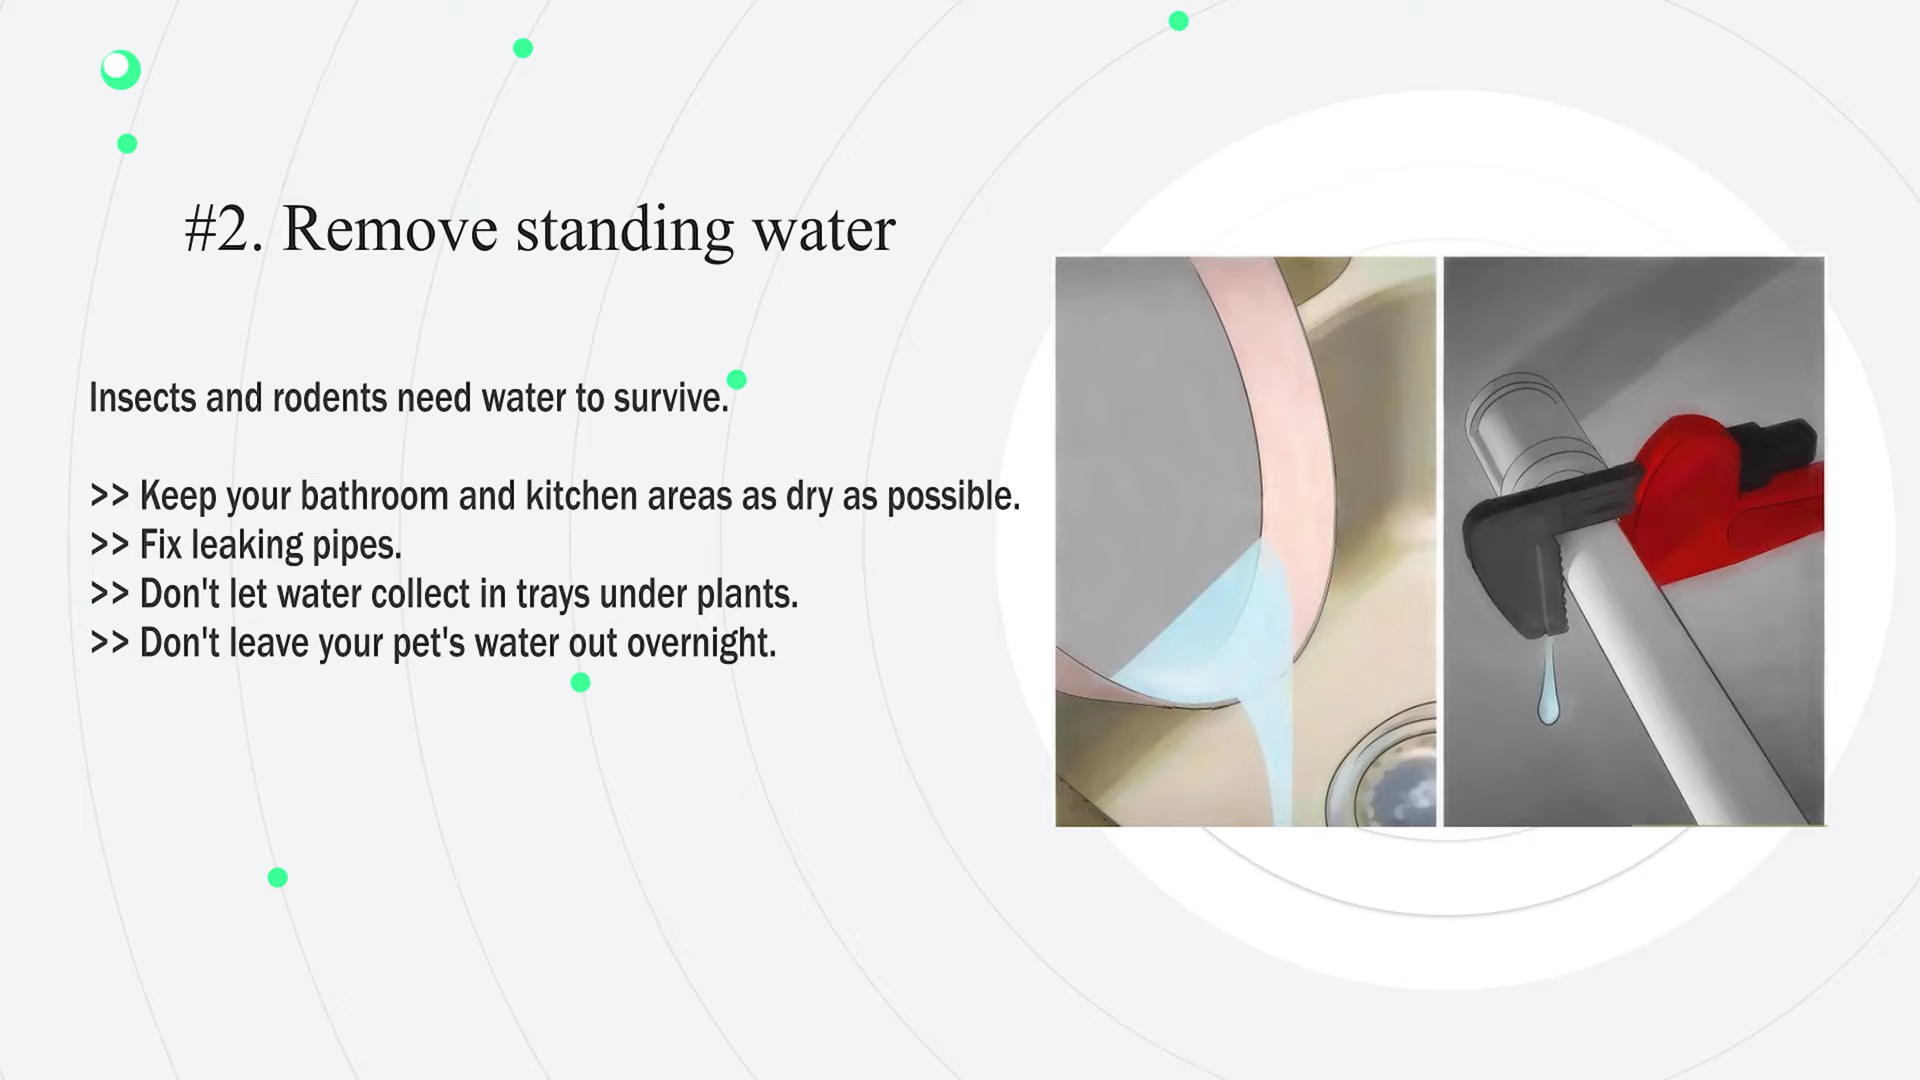 #2. Remove standing water
Insects and rodents need water to survive.
>> Keep your bathroom and kitchen areas as dry as possible.
>> Fix leaking pipes.
>> Don't let water collect in trays under plants.
>> Don't leave your pet's water out overnight.